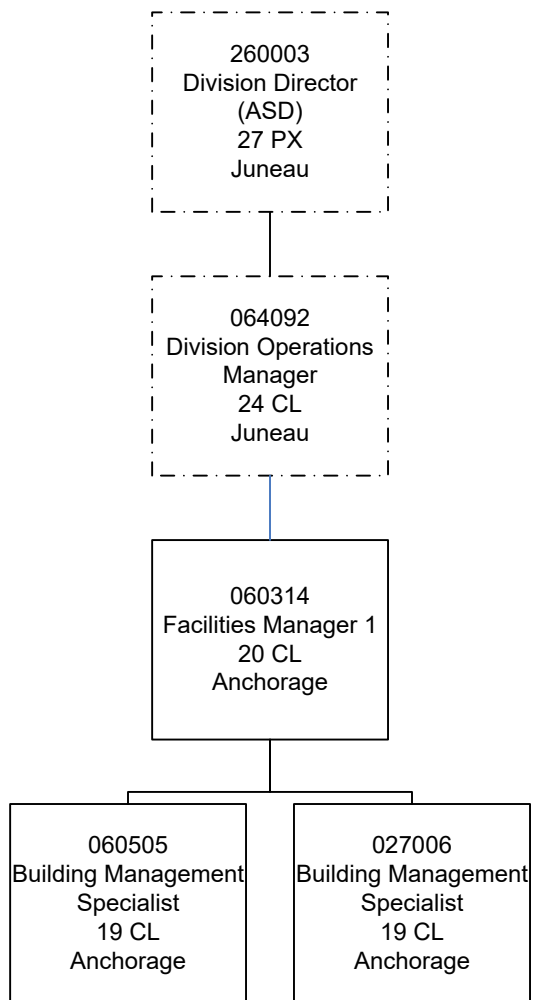 260003
Division Director
(ASD)
27 PX
Juneau
064092
Division Operations
Manager
24 CL
Juneau
060314
Facilities Manager 1
20 CL
Anchorage
060505
Building Management
Specialist
19 CL
Anchorage
027006
Building Management
Specialist
19 CL
Anchorage